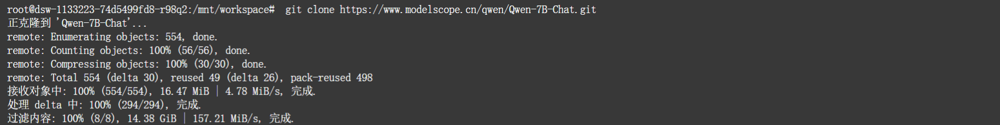 root@dsw-1133223-74d5499fd8-r98q2:/mnt/workspace# git clone https://www.modelscope.cn/qwen/Qwen-7B-Chat.git
正克隆到 'Qwen-7B-Chat'...
remote: Enumerating objects: 554, done.
remote: Counting objects: 100% (56/56), done.
remote: Compressing objects: 100% (30/30), done.
remote: Total 554 (delta 30), reused 49 (delta 26), pack-reused 498
接收对象中: 100% (554/554), 16.47 MiB | 4.78 MiB/s, 完成.
处理 delta 中: 100% (294/294), 完成.
过滤内容: 100% (8/8), 14.38 GiB | 157.21 MiB/s, 完成.